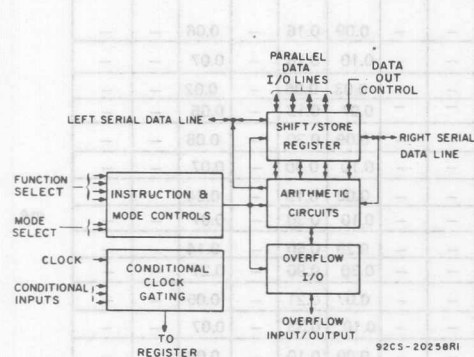 PARALLEL
DATA
I/O LINES
DATA
OUT
CONTROL
LEFT SERIAL DATA LINE
SHIFT/STORE
REGISTER
RIGHT SERIAL
DATA LINE
FUNCTION
SELECT
INSTRUCTION &
MODE CONTROLS
ARITHMETIC
CIRCUITS
MODE
SELECT
CLOCK
CONDITIONAL
INPUTS
CONDITIONAL
CLOCK
GATING
OVERFLOW
I/O
TO
REGISTER
OVERFLOW
INPUT/OUTPUT
92CS-20258R1